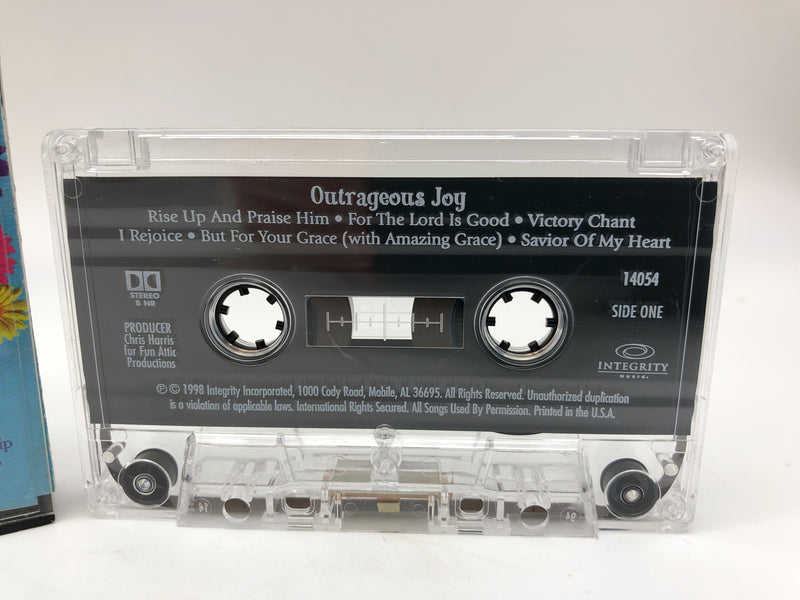 Outrageous Joy
Rise Up And Praise Him • For The Lord Is Good • Victory Chant
I Rejoice • But For Your Grace (with Amazing Grace) • Savior Of My Heart
STEREO
B NR
14054
SIDE ONE
PRODUCER
Chris Harris
for Fun Attic
Productions
INTEGRITY
MUSIC
℗© 1998 Integrity Incorporated, 1000 Cody Road, Mobile, AL 36695. All Rights Reserved. Unauthorized duplication
is a violation of applicable laws. International Rights Secured. All Songs Used By Permission. Printed in the U.S.A.